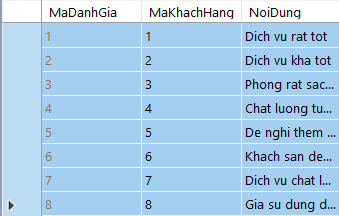 MaDanhGia MaKhachHang NoiDung
1 1 Dich vu rat tot
2 2 Dich vu kha tot
3 3 Phong rat sac...
4 4 Chat luong tu...
5 5 De nghi them ...
6 6 Khach san de...
7 7 Dich vu chat l...
8 8 Gia su dung d...